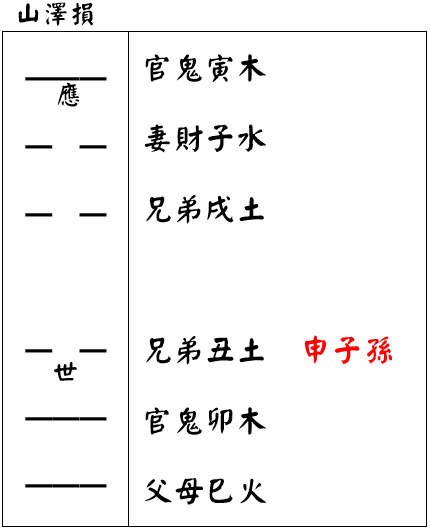 山澤損
官鬼寅木
應
妻財子水
兄弟戌土
兄弟丑土 申子孫
世
官鬼卯木
父母巳火